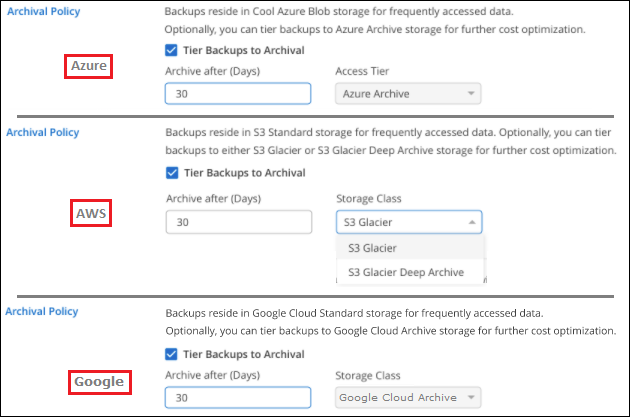 Archival Policy
Backups reside in Cool Azure Blob storage for frequently accessed data.
Optionally, you can tier backups to Azure Archive storage for further cost optimization.
Tier Backups to Archival
Azure
Archive after (Days) Access Tier
30 Azure Archive
Archival Policy
Backups reside in S3 Standard storage for frequently accessed data. Optionally, you can tier
backups to either S3 Glacier or S3 Glacier Deep Archive storage for further cost optimization.
Tier Backups to Archival
Archive after (Days) Storage Class
AWS
30 S3 Glacier
S3 Glacier
S3 Glacier Deep Archive
Archival Policy
Backups reside in Google Cloud Standard storage for frequently accessed data.
Optionally, you can tier backups to Google Cloud Archive storage for further cost optimization.
Tier Backups to Archival
Google
Archive after (Days) Storage Class
30 Google Cloud Archive